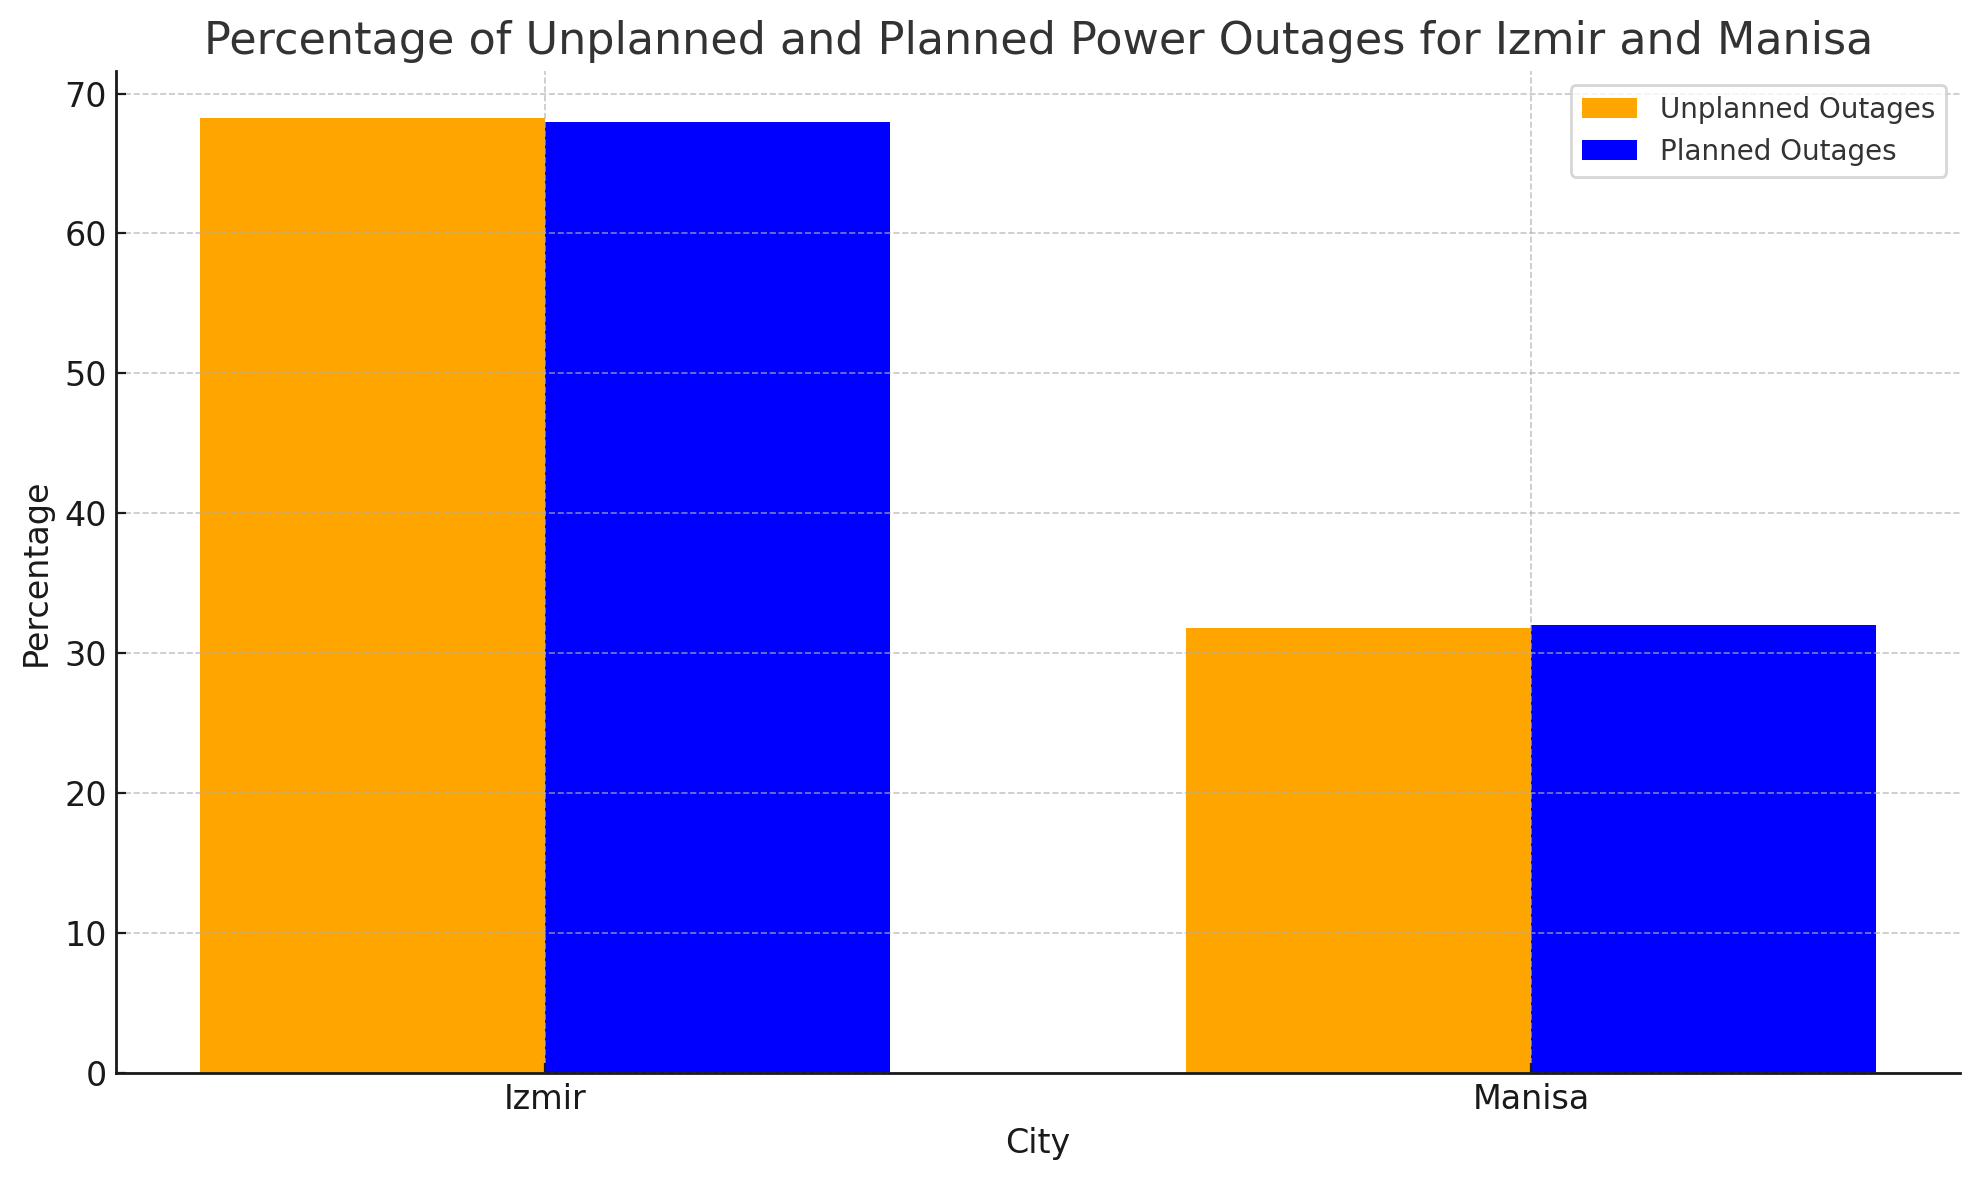 Percentage of Unplanned and Planned Power Outages for Izmir and Manisa
Unplanned Outages
Planned Outages
Percentage
70
60
50
40
30
20
10
0
Izmir
Manisa
City